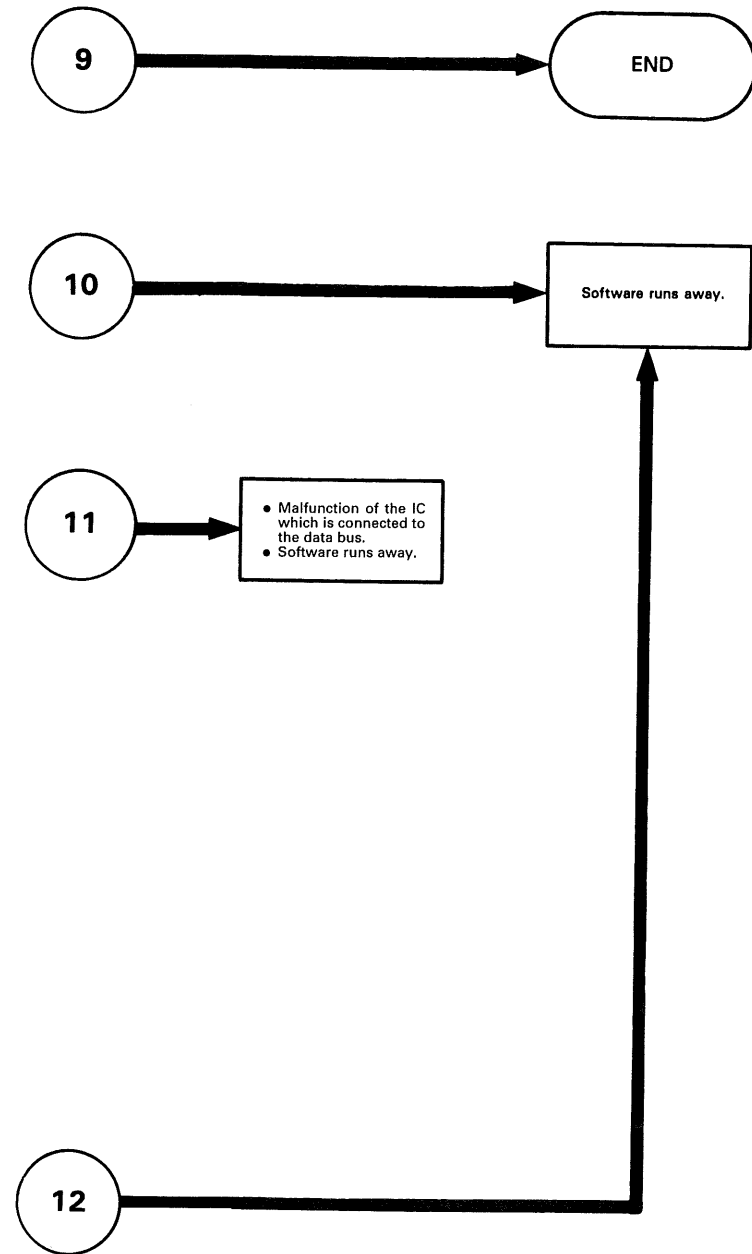 9
END
10
Software runs away.
11
● Malfunction of the IC
which is connected to
the data bus.
● Software runs away.
12